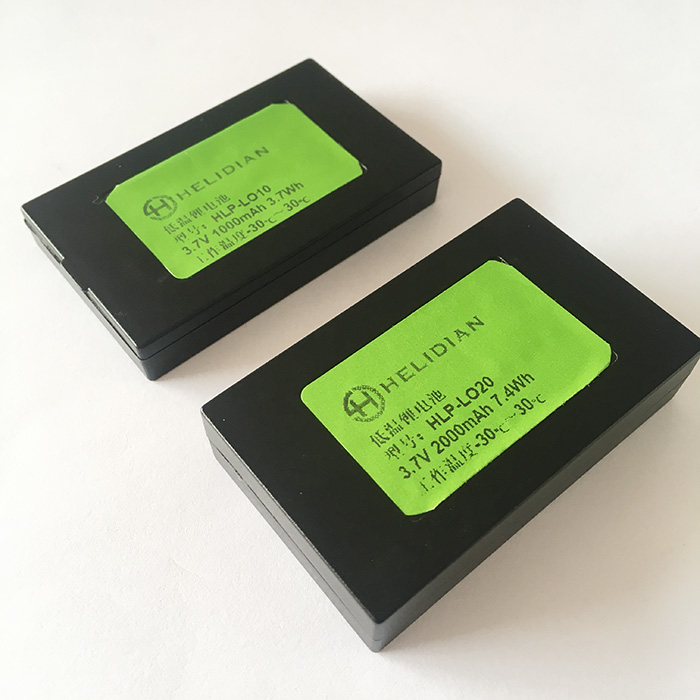 HELIDIAN
低温锂电池
型号：HLP-LO10
3.7V 1000mAh 3.7Wh
工作温度-30℃~30℃
HELIDIAN
低温锂电池
型号：HLP-LO20
3.7V 2000mAh 7.4Wh
工作温度-30℃~30℃